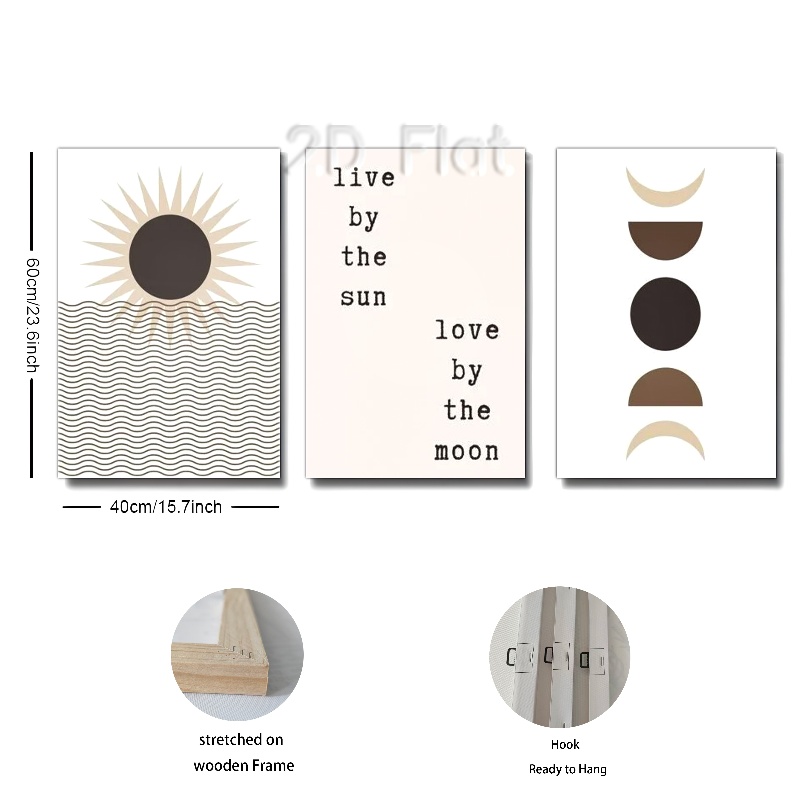 2D Flat
live
by
the
sun
love
by
the
moon
60cm/23.6inch
40cm/15.7inch
stretched on
wooden Frame
Hook
Ready to Hang